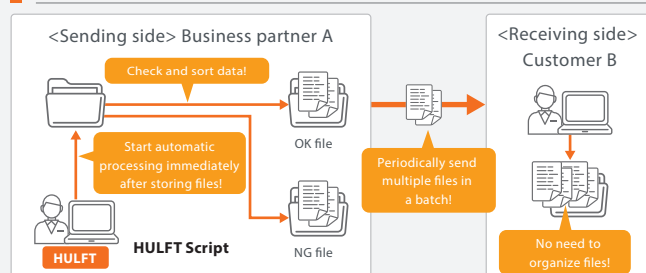 <Sending side> Business partner A
Check and sort data!
OK file
Start automatic
processing immediately
after storing files!
HULFT
HULFT Script
NG file
Periodically send
multiple files in
a batch!
<Receiving side>
Customer B
No need to
organize files!